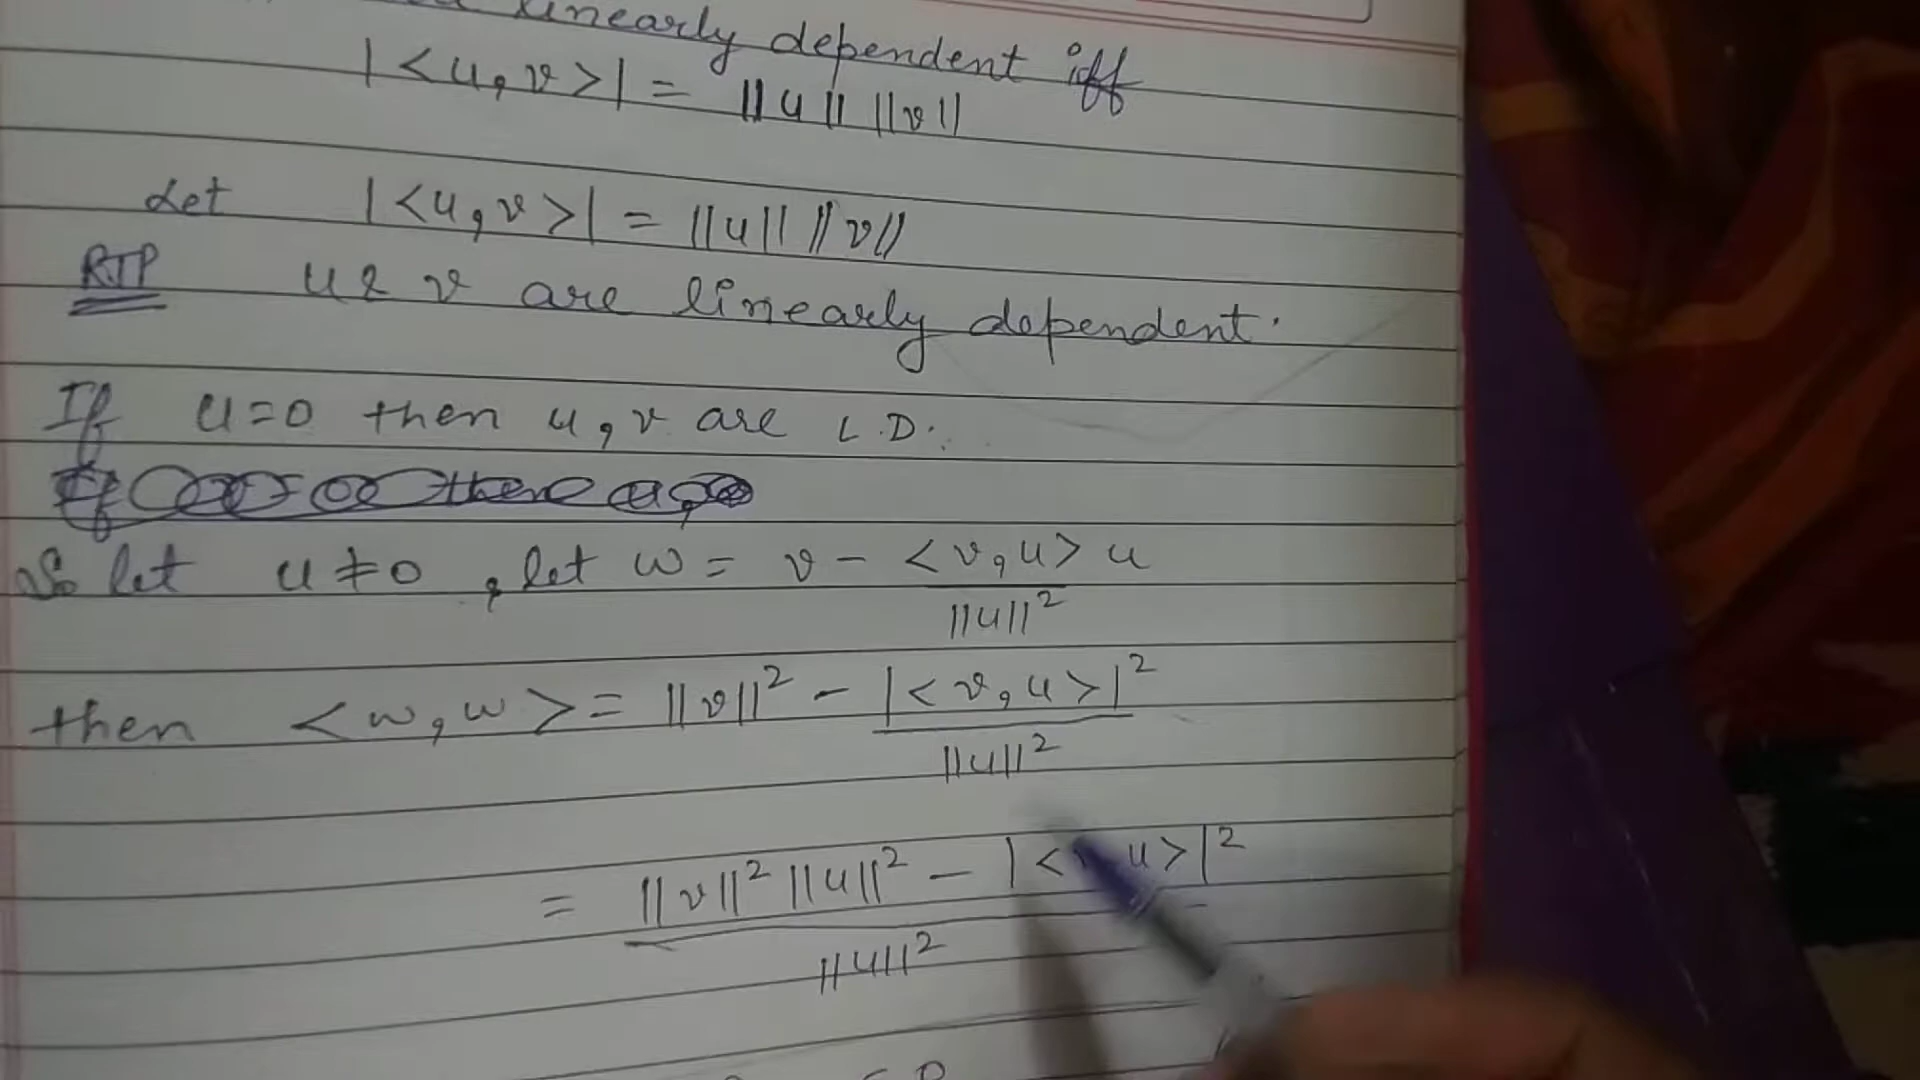 linearly dependent iff
|<u,v>| = ||u|| ||v||
Let |<u,v>| = ||u|| ||v||
RTP u & v are linearly dependent.
If u=0 then u,v are L.D.
So let u≠0, let w = v - <v,u> u
||u||²
then <w,w> = ||v||² - |<v,u>|²
||u||²
= ||v||² ||u||² - |< u>|²
||u||²